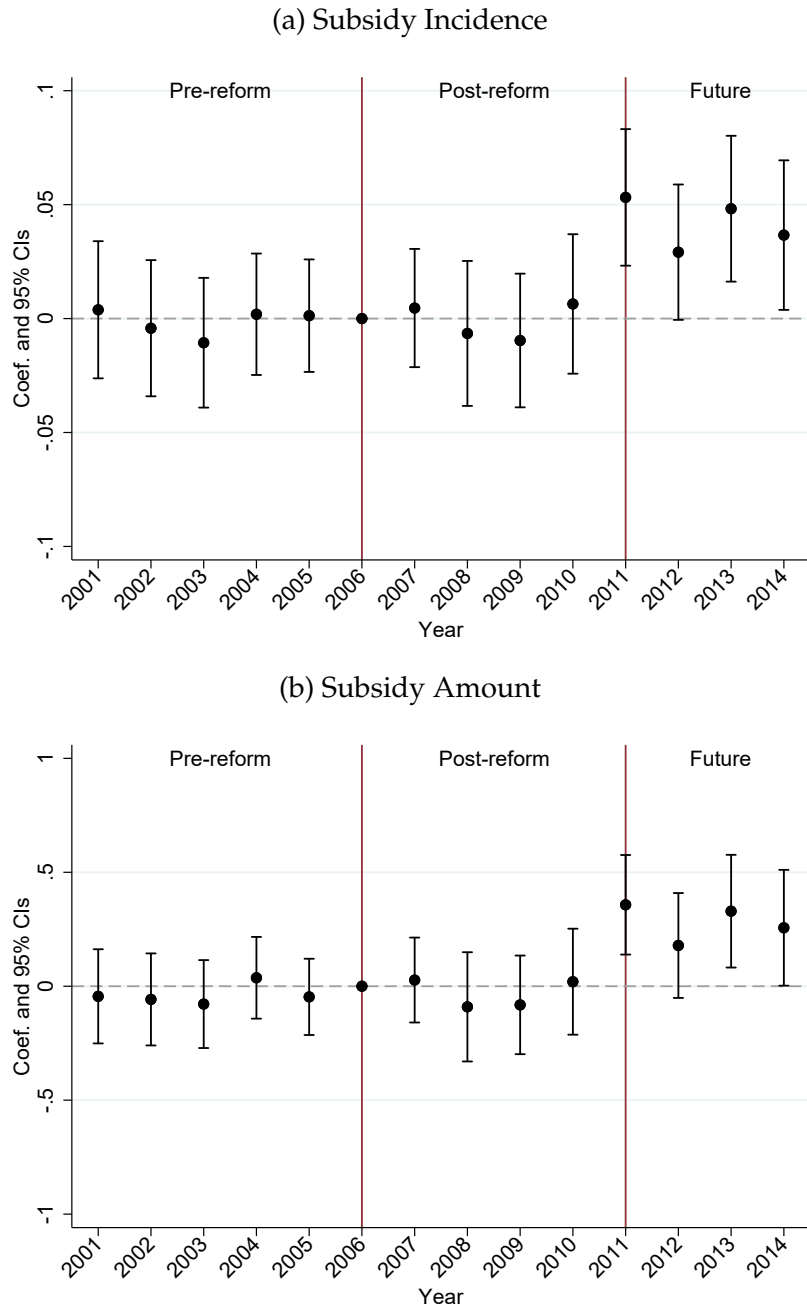 (a) Subsidy Incidence
Pre-reform Post-reform Future
.1
.05
0
-.05
-.1
Coef. and 95% CIs
2001 2002 2003 2004 2005 2006 2007 2008 2009 2010 2011 2012 2013 2014
Year
(b) Subsidy Amount
Pre-reform Post-reform Future
1
.5
0
-.5
-1
Coef. and 95% CIs
2001 2002 2003 2004 2005 2006 2007 2008 2009 2010 2011 2012 2013 2014
Year